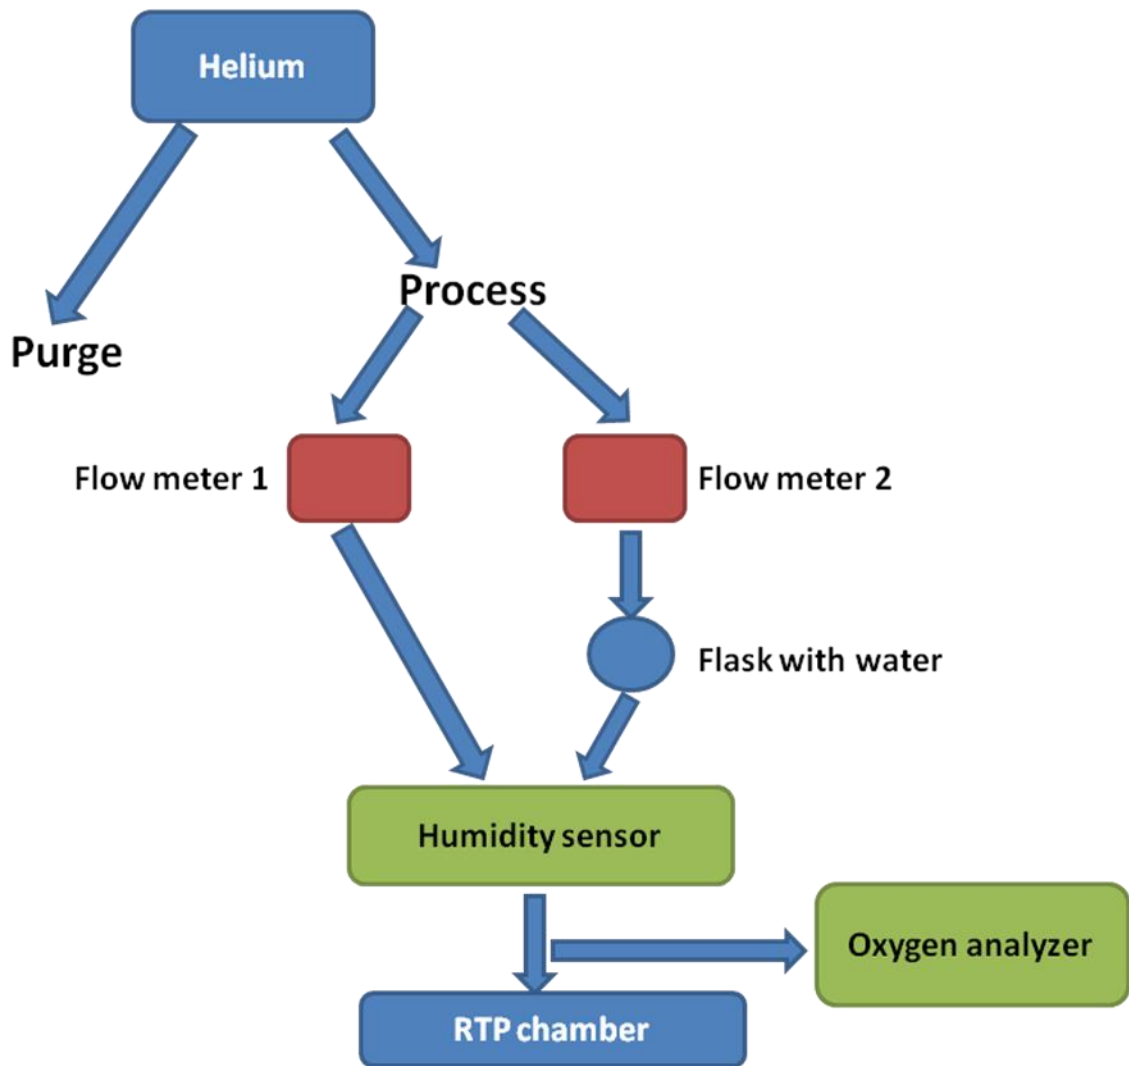 Helium
Process
Purge
Flow meter 1
Flow meter 2
Flask with water
Humidity sensor
Oxygen analyzer
RTP chamber